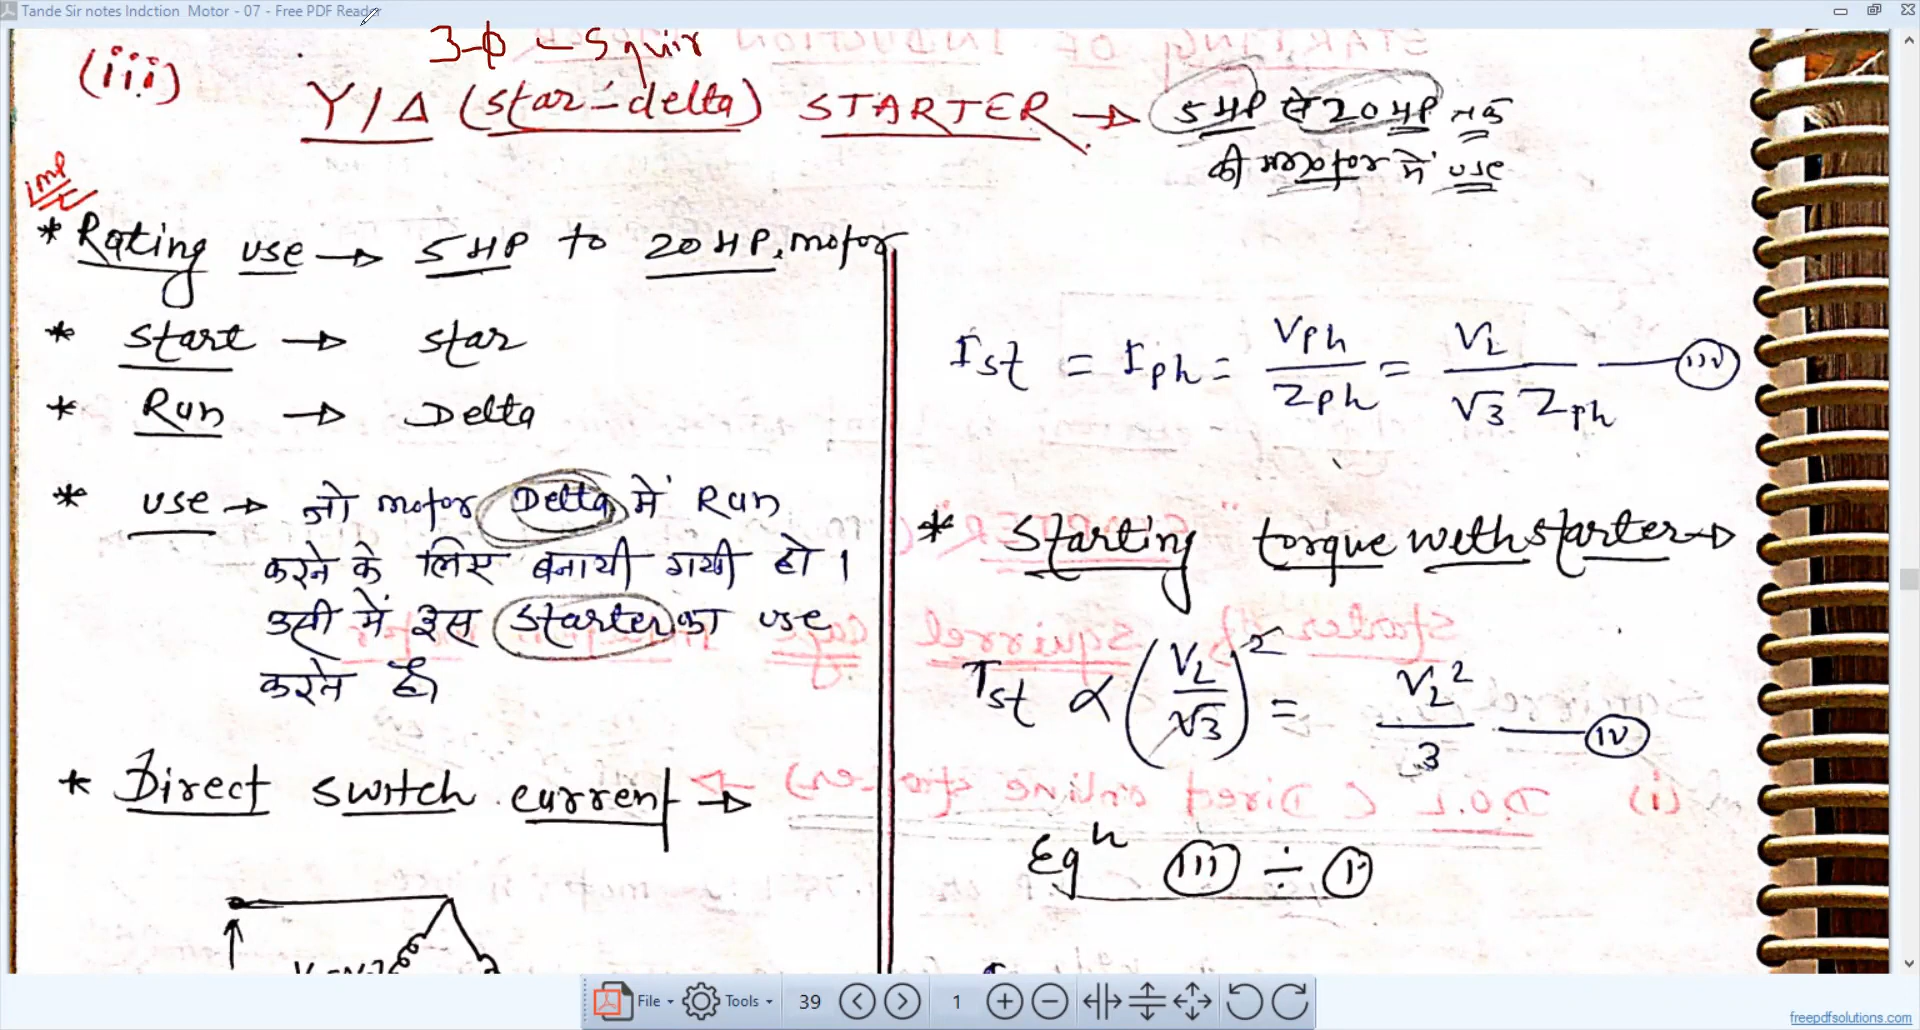 Tande Sir notes Indction Motor - 07 - Free PDF Reader
3-ф - Squir
(iii) Y/Δ (star-delta) STARTER → 5HP से 20HP तक
की motor में use
Imp
* Rating use → 5HP to 20HP. motor
* Start → star
* Run → Delta
* use → जो motor Delta में Run
करने के लिए बनायी गयी हो।
उसी में इस starter का use
करते है
* Direct switch current →
Ist = Iph = Vph/Zph = VL/√3 Zph — (iii)
* Starting torque with starter →
Tst ∝ (VL/√3)² = VL²/3 — (iv)
Eqn (iii) ÷ (i)
File Tools 39 1
freepdfsolutions.com